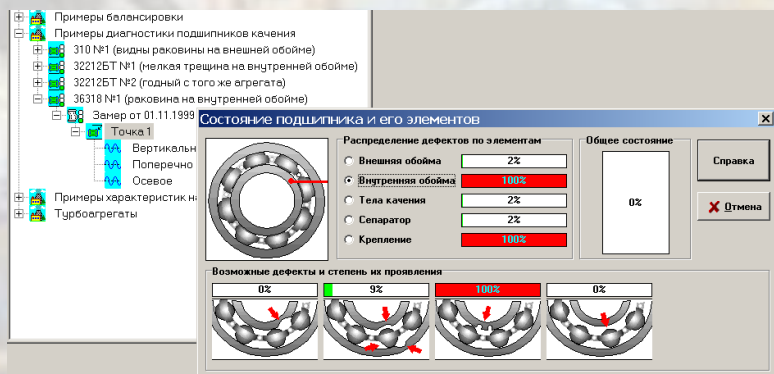 Примеры балансировки
Примеры диагностики подшипников качения
310 №1 (видны раковины на внешней обойме)
32212БТ №1 (мелкая трещина на внутренней обойме)
32212БТ №2 (годный с того же агрегата)
36318 №1 (раковина на внутренней обойме)
Замер от 01.11.1999
Точка 1
Вертикальн
Поперечно
Осевое
Примеры характеристик н
Турбоагрегаты
Состояние подшипника и его элементов
Распределение дефектов по элементам
Внешняя обойма 2%
Внутренняя обойма 100%
Тела качения 2%
Сепаратор 2%
Крепление 100%
Общее состояние
0%
Справка
Отмена
Возможные дефекты и степень их проявления
0% 9% 100% 0%